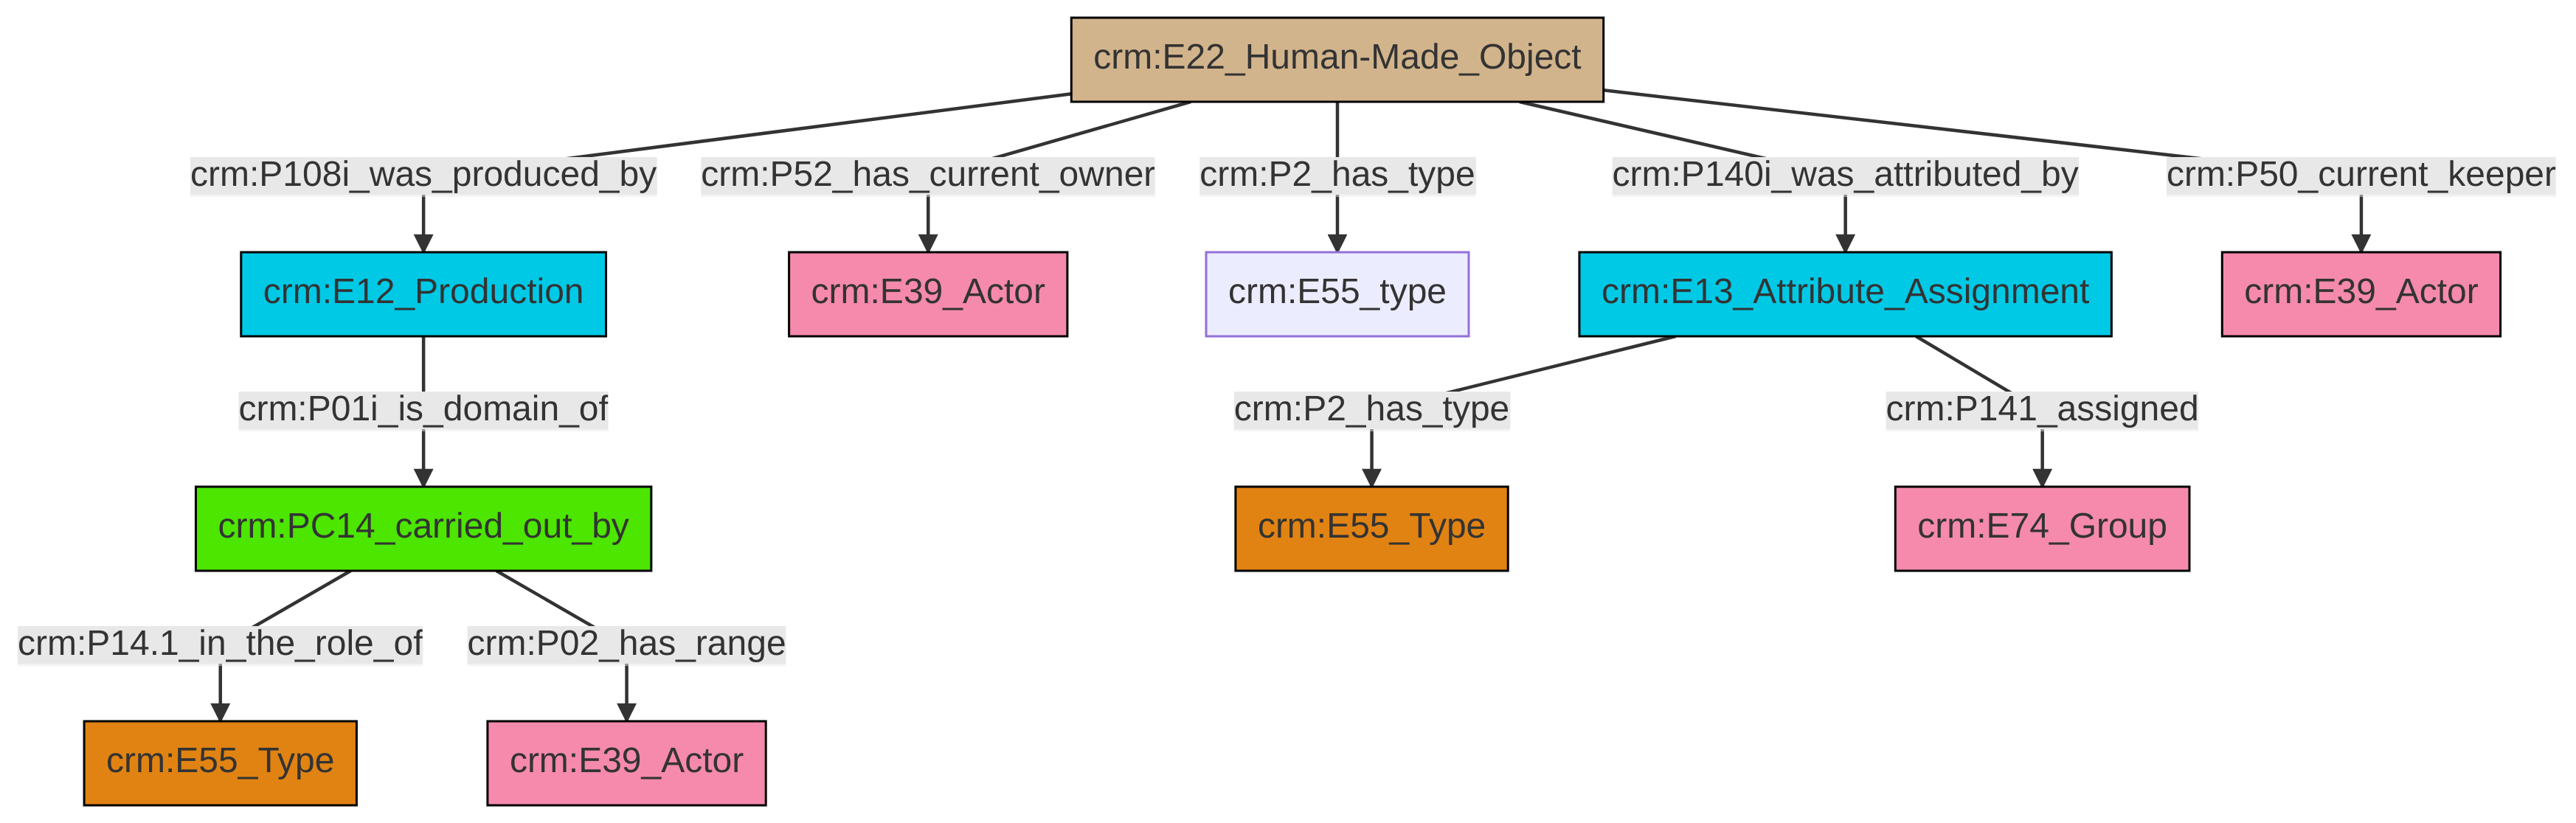 crm:E22_Human-Made_Object
crm:P108i_was_produced_by
crm:P52_has_current_owner
crm:P2_has_type
crm:P140i_was_attributed_by
crm:P50_current_keeper
crm:E12_Production
crm:E39_Actor
crm:E55_type
crm:E13_Attribute_Assignment
crm:E39_Actor
crm:P01i_is_domain_of
crm:P2_has_type
crm:P141_assigned
crm:PC14_carried_out_by
crm:E55_Type
crm:E74_Group
crm:P14.1_in_the_role_of
crm:P02_has_range
crm:E55_Type
crm:E39_Actor